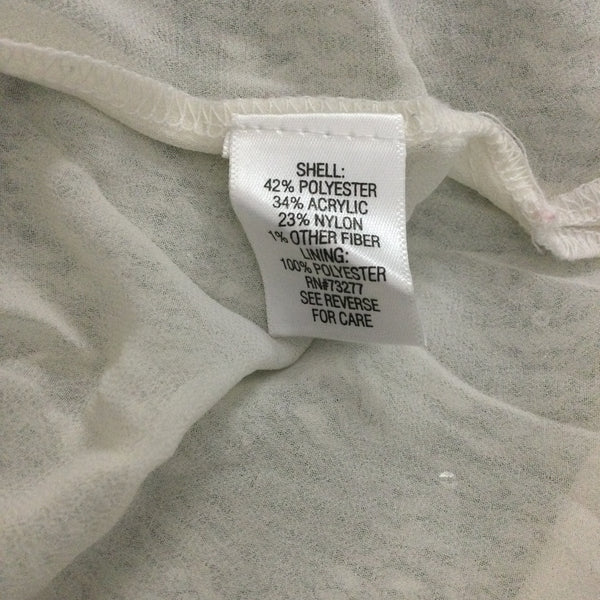 SHELL:
42% POLYESTER
34% ACRYLIC
23% NYLON
1% OTHER FIBER
LINING:
100% POLYESTER
RN#73277
SEE REVERSE
FOR CARE